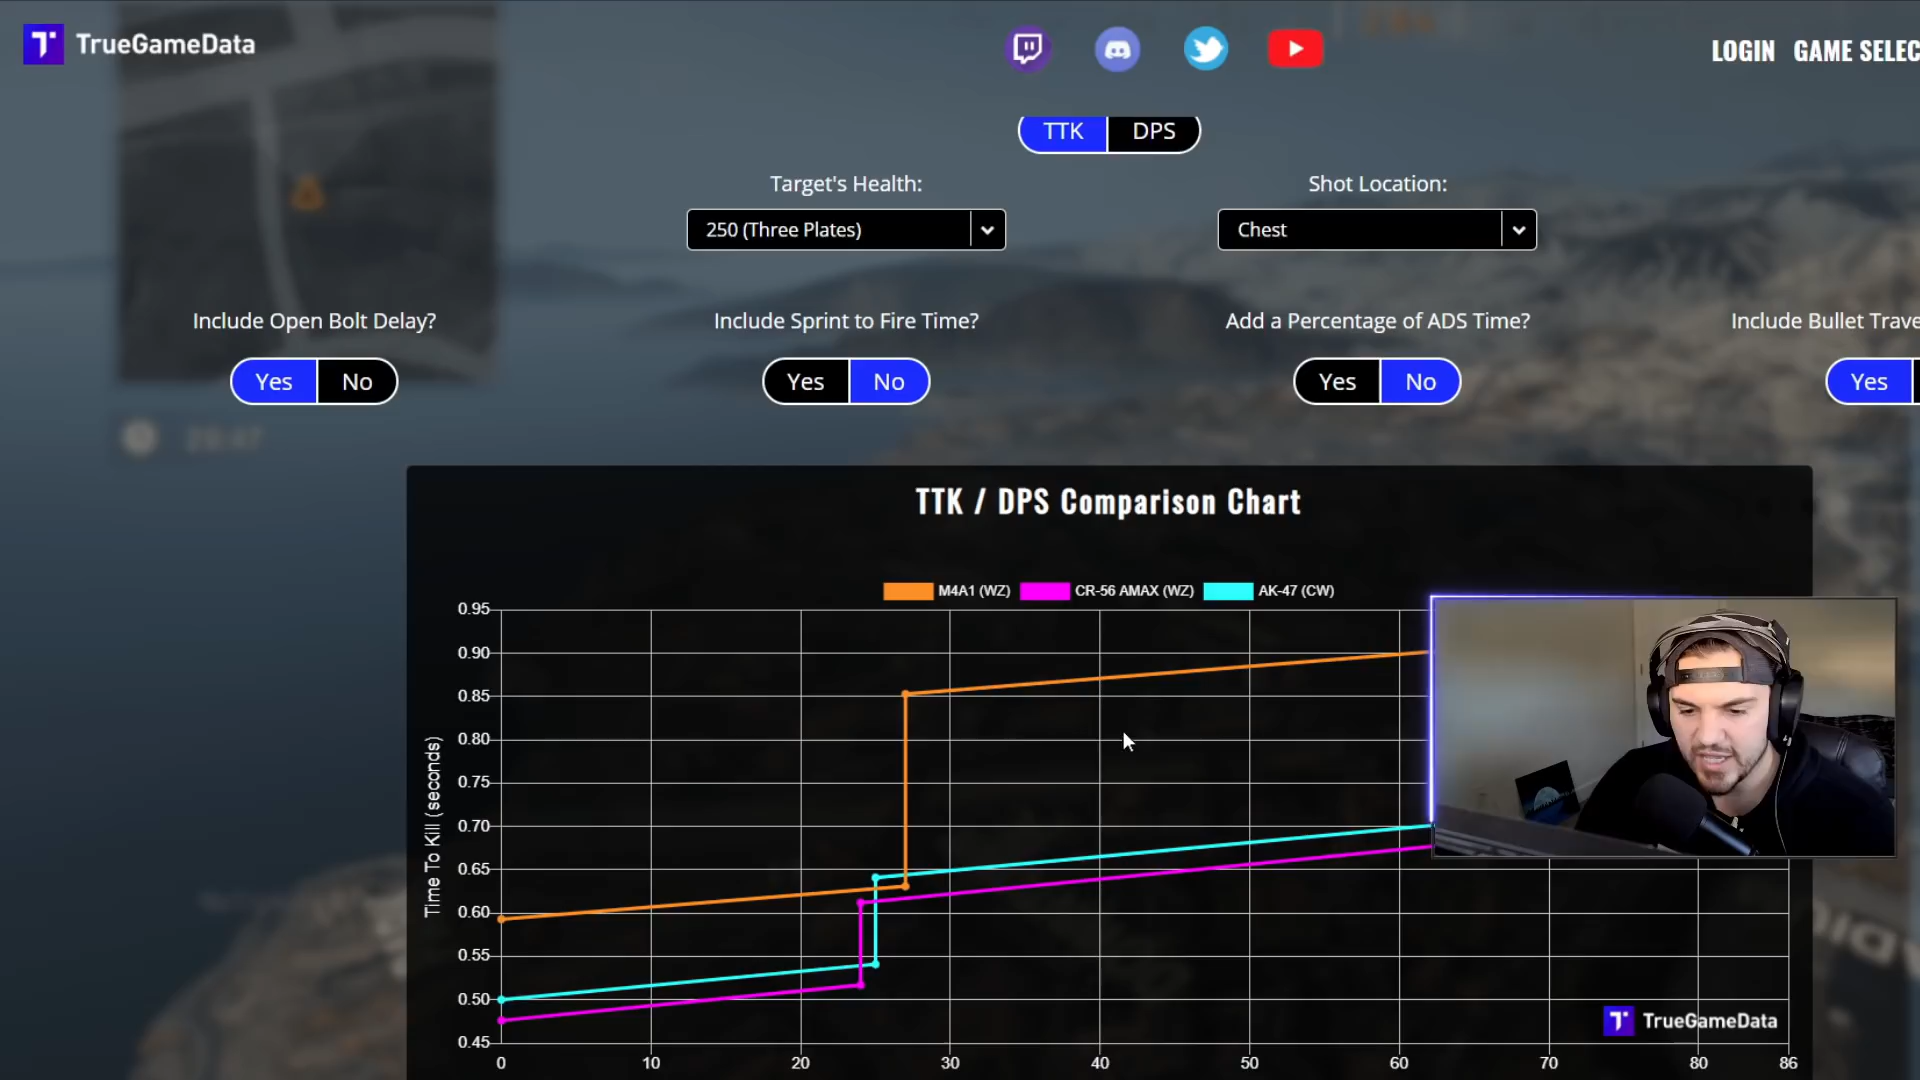 TrueGameData
LOGIN GAME SELEC
TTK DPS
Target's Health: Shot Location:
250 (Three Plates) Chest
Include Open Bolt Delay? Include Sprint to Fire Time? Add a Percentage of ADS Time? Include Bullet Trave
Yes No Yes No Yes No Yes
TTK / DPS Comparison Chart
M4A1 (WZ) CR-56 AMAX (WZ) AK-47 (CW)
Time To Kill (seconds)
0.95
0.90
0.85
0.80
0.75
0.70
0.65
0.60
0.55
0.50
0.45
TrueGameData
0 10 20 30 40 50 60 70 80 86